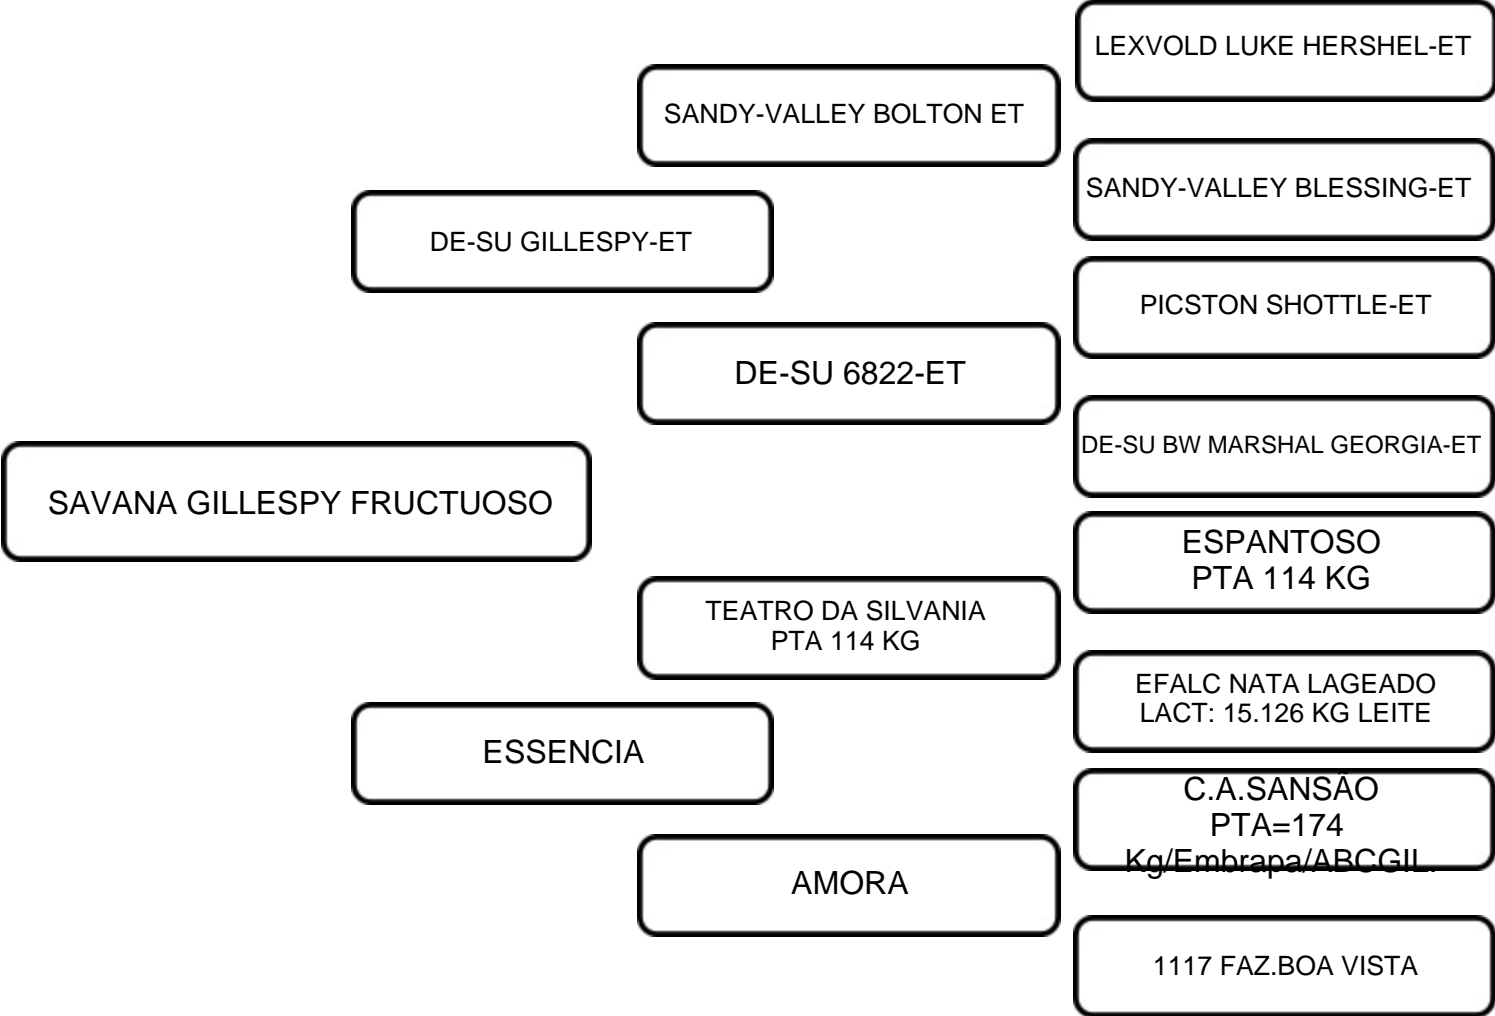 LEXVOLD LUKE HERSHEL-ET
SANDY-VALLEY BOLTON ET
SANDY-VALLEY BLESSING-ET
DE-SU GILLESPY-ET
PICSTON SHOTTLE-ET
DE-SU 6822-ET
DE-SU BW MARSHAL GEORGIA-ET
SAVANA GILLESPY FRUCTUOSO
ESPANTOSO
PTA 114 KG
TEATRO DA SILVANIA
PTA 114 KG
EFALC NATA LAGEADO
LACT: 15.126 KG LEITE
ESSENCIA
C.A.SANSÃO
PTA=174
Kg/Embrapa/ABCGIL.
AMORA
1117 FAZ.BOA VISTA